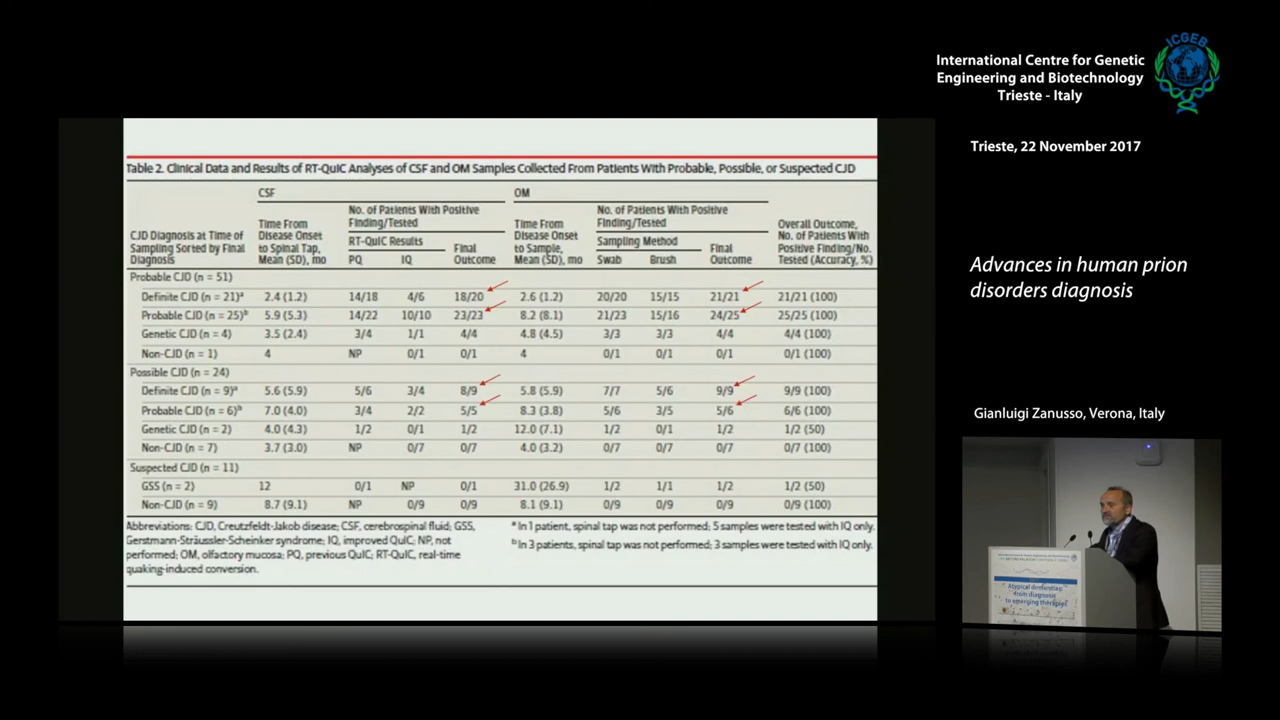 ICGEB
International Centre for Genetic
Engineering and Biotechnology
Trieste - Italy
Trieste, 22 November 2017
Advances in human prion
disorders diagnosis
Gianluigi Zanusso, Verona, Italy
Table 2. Clinical Data and Results of RT-QuIC Analyses of CSF and OM Samples Collected From Patients With Probable, Possible, or Suspected CJD
CSF OM
No. of Patients With Positive Finding/Tested No. of Patients With Positive Finding/Tested
CJD Diagnosis at Time of Sampling Sorted by Final Diagnosis
Time From Disease Onset to Spinal Tap, Mean (SD), mo
RT-QuIC Results
PQ IQ
Final Outcome
Time From Disease Onset to Sample, Mean (SD), mo
Sampling Method
Swab Brush
Final Outcome
Overall Outcome, No. of Patients With Positive Finding/No. Tested (Accuracy, %)
Probable CJD (n = 51)
Definite CJD (n = 21)a 2.4 (1.2) 14/18 4/6 18/20 2.6 (1.2) 20/20 15/15 21/21 21/21 (100)
Probable CJD (n = 25)b 5.9 (5.3) 14/22 10/10 23/23 8.2 (8.1) 21/23 15/16 24/25 25/25 (100)
Genetic CJD (n = 4) 3.5 (2.4) 3/4 1/1 4/4 4.8 (4.5) 3/3 3/3 4/4 4/4 (100)
Non-CJD (n = 1) 4 NP 0/1 0/1 4 0/1 0/1 0/1 0/1 (100)
Possible CJD (n = 24)
Definite CJD (n = 9)a 5.6 (5.9) 5/6 3/4 8/9 5.8 (5.9) 7/7 5/6 9/9 9/9 (100)
Probable CJD (n = 6)b 7.0 (4.0) 3/4 2/2 5/5 8.3 (3.8) 5/6 3/5 5/6 6/6 (100)
Genetic CJD (n = 2) 4.0 (4.3) 1/2 0/1 1/2 12.0 (7.1) 1/2 0/1 1/2 1/2 (50)
Non-CJD (n = 7) 3.7 (3.0) NP 0/7 0/7 4.0 (3.2) 0/7 0/7 0/7 0/7 (100)
Suspected CJD (n = 11)
GSS (n = 2) 12 0/1 NP 0/1 31.0 (26.9) 1/2 1/1 1/2 1/2 (50)
Non-CJD (n = 9) 8.7 (9.1) NP 0/9 0/9 8.1 (9.1) 0/9 0/9 0/9 0/9 (100)
Abbreviations: CJD, Creutzfeldt-Jakob disease; CSF, cerebrospinal fluid; GSS,
Gerstmann-Sträussler-Scheinker syndrome; IQ, improved QuIC; NP, not
performed; OM, olfactory mucosa; PQ, previous QuIC; RT-QuIC, real-time
quaking-induced conversion.
a In 1 patient, spinal tap was not performed; 5 samples were tested with IQ only.
b In 3 patients, spinal tap was not performed; 3 samples were tested with IQ only.
Atypical dementias:
from diagnosis
to emerging therapies